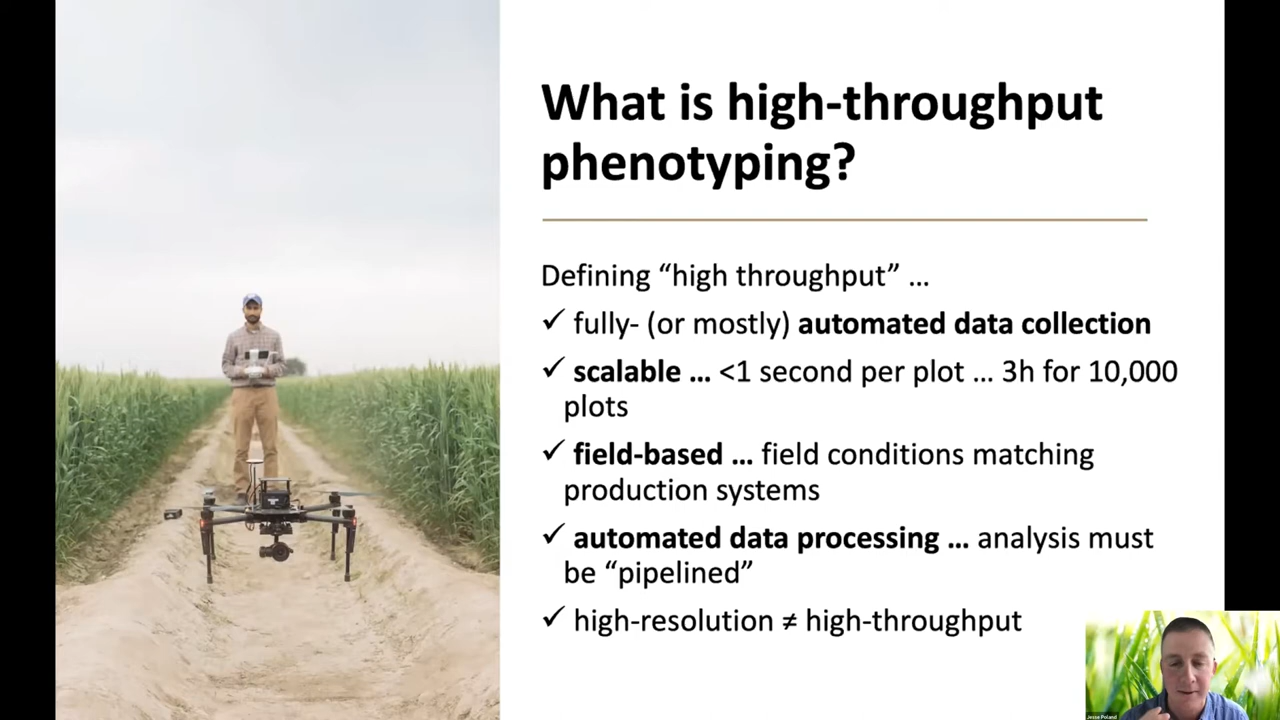 What is high-throughput
phenotyping?
Defining “high throughput” ...
✓ fully- (or mostly) automated data collection
✓ scalable ... <1 second per plot ... 3h for 10,000
plots
✓ field-based ... field conditions matching
production systems
✓ automated data processing ... analysis must
be “pipelined”
✓ high-resolution ≠ high-throughput
Jesse Poland